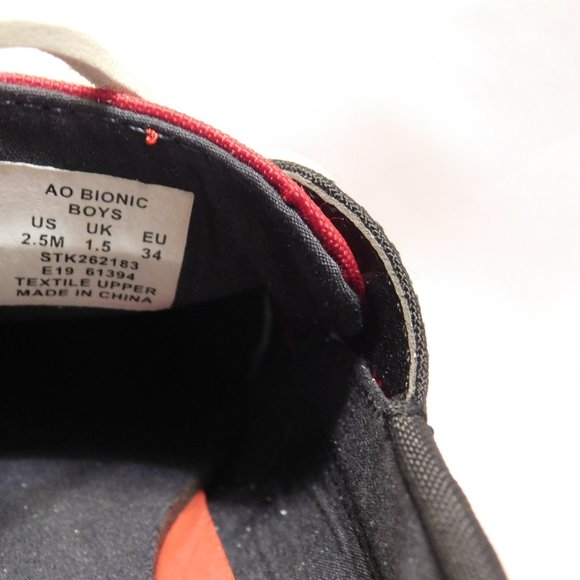 AO BIONIC
BOYS
US UK EU
2.5M 1.5 34
STK262183
E19 61394
TEXTILE UPPER
MADE IN CHINA